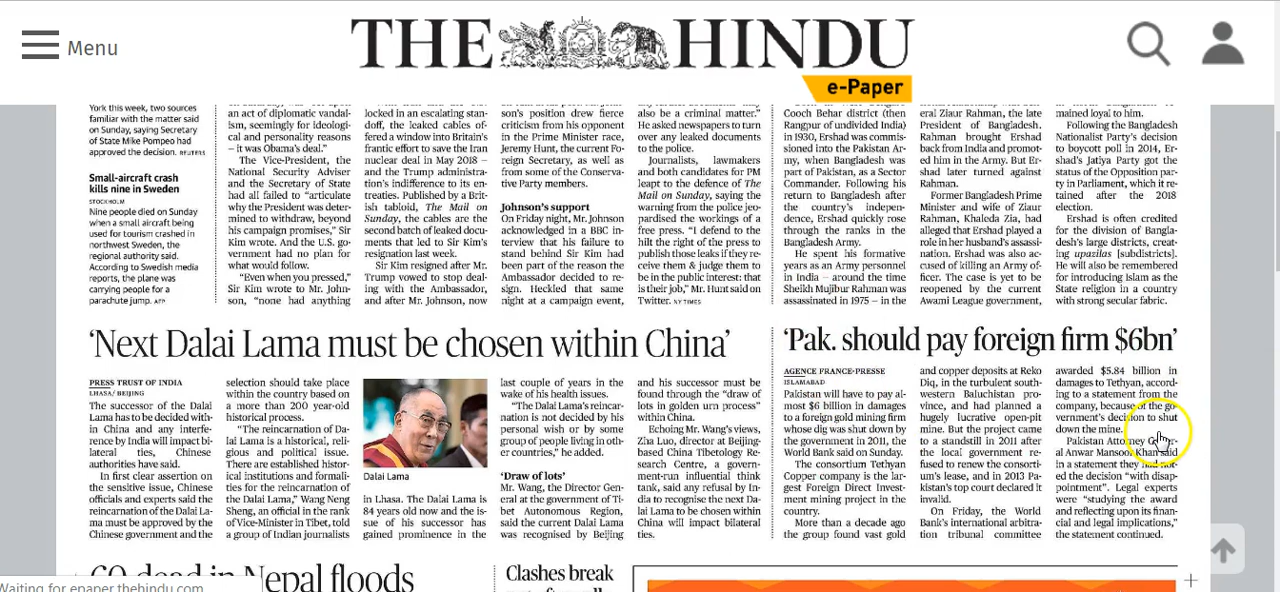 Menu
THE HINDU
e-Paper
York this week, two sources
familiar with the matter said
on Sunday, saying Secretary
of State Mike Pompeo had
approved the decision. REUTERS
Small-aircraft crash
kills nine in Sweden
STOCKHOLM
Nine people died on Sunday
when a small aircraft being
used for tourism crashed in
northwest Sweden, the
regional authority said.
According to Swedish media
reports, the plane was
carrying people for a
parachute jump. AFP
an act of diplomatic vandal-
ism, seemingly for ideologi-
cal and personality reasons
– it was Obama's deal."
The Vice-President, the
National Security Adviser
and the Secretary of State
had all failed to "articulate
why the President was deter-
mined to withdraw, beyond
his campaign promises," Sir
Kim wrote. And the U.S. go-
vernment had no plan for
what would follow.
"Even when you pressed,"
Sir Kim wrote to Mr. John-
son, "none had anything
locked in an escalating stan-
doff, the leaked cables of-
fered a window into Britain's
frantic effort to save the Iran
nuclear deal in May 2018 –
and the Trump administra-
tion's indifference to its en-
treaties. Published by a Brit-
ish tabloid, The Mail on
Sunday, the cables are the
second batch of leaked docu-
ments that led to Sir Kim's
resignation last week.
Sir Kim resigned after Mr.
Trump vowed to stop deal-
ing with the Ambassador,
and after Mr. Johnson, now
son's position drew fierce
criticism from his opponent
in the Prime Minister race,
Jeremy Hunt, the current Fo-
reign Secretary, as well as
from some of the Conserva-
tive Party members.
Johnson's support
On Friday night, Mr. Johnson
acknowledged in a BBC in-
terview that his failure to
stand behind Sir Kim had
been part of the reason the
Ambassador decided to re-
sign. Heckled that same
night at a campaign event,
also be a criminal matter."
He asked newspapers to turn
over any leaked documents
to the police.
Journalists, lawmakers
and both candidates for PM
leapt to the defence of The
Mail on Sunday, saying the
warning from the police jeo-
pardised the workings of a
free press. "I defend to the
hilt the right of the press to
publish those leaks if they re-
ceive them & judge them to
be in the public interest: that
is their job," Mr. Hunt said on
Twitter. NY TIMES
Cooch Behar district (then
Rangpur of undivided India)
in 1930, Ershad was commis-
sioned into the Pakistan Ar-
my, when Bangladesh was
part of Pakistan, as a Sector
Commander. Following his
return to Bangladesh after
the country's indepen-
dence, Ershad quickly rose
through the ranks in the
Bangladesh Army.
He spent his formative
years as an Army personnel
in India – around the time
Sheikh Mujibur Rahman was
assassinated in 1975 – in the
eral Ziaur Rahman, the late
President of Bangladesh.
Rahman brought Ershad
back from India and promot-
ed him in the Army. But Er-
shad later turned against
Rahman.
Former Bangladesh Prime
Minister and wife of Ziaur
Rahman, Khaleda Zia, had
alleged that Ershad played a
role in her husband's assassi-
nation. Ershad was also ac-
cused of killing an Army of-
ficer. The case is yet to be
reopened by the current
Awami League government,
mained loyal to him.
Following the Bangladesh
Nationalist Party's decision
to boycott poll in 2014, Er-
shad's Jatiya Party got the
status of the Opposition par-
ty in Parliament, which it re-
tained after the 2018
election.
Ershad is often credited
for the division of Bangla-
desh's large districts, creat-
ing upazilas [subdistricts].
He will also be remembered
for introducing Islam as the
State religion in a country
with strong secular fabric.
'Next Dalai Lama must be chosen within China'
PRESS TRUST OF INDIA
LHASA/ BEIJING
The successor of the Dalai
Lama has to be decided with-
in China and any interfe-
rence by India will impact bi-
lateral ties, Chinese
authorities have said.
In first clear assertion on
the sensitive issue, Chinese
officials and experts said the
reincarnation of the Dalai La-
ma must be approved by the
Chinese government and the
selection should take place
within the country based on
a more than 200 year-old
historical process.
"The reincarnation of Da-
lai Lama is a historical, reli-
gious and political issue.
There are established histor-
ical institutions and formali-
ties for the reincarnation of
the Dalai Lama," Wang Neng
Sheng, an official in the rank
of Vice-Minister in Tibet, told
a group of Indian journalists
Dalai Lama
in Lhasa. The Dalai Lama is
84 years old now and the is-
sue of his successor has
gained prominence in the
last couple of years in the
wake of his health issues.
"The Dalai Lama's reincar-
nation is not decided by his
personal wish or by some
group of people living in oth-
er countries," he added.
'Draw of lots'
Mr. Wang, the Director Gen-
eral at the government of Ti-
bet Autonomous Region,
said the current Dalai Lama
was recognised by Beijing
and his successor must be
found through the "draw of
lots in golden urn process"
within China.
Echoing Mr. Wang's views,
Zha Luo, director at Beijing-
based China Tibetology Re-
search Centre, a govern-
ment-run influential think
tank, said any refusal by In-
dia to recognise the next Da-
lai Lama to be chosen within
China will impact bilateral
ties.
'Pak. should pay foreign firm $6bn'
AGENCE FRANCE-PRESSE
ISLAMABAD
Pakistan will have to pay al-
most $6 billion in damages
to a foreign gold mining firm
whose dig was shut down by
the government in 2011, the
World Bank said on Sunday.
The consortium Tethyan
Copper company is the lar-
gest Foreign Direct Invest-
ment mining project in the
country.
More than a decade ago
the group found vast gold
and copper deposits at Reko
Diq, in the turbulent south-
western Baluchistan pro-
vince, and had planned a
hugely lucrative open-pit
mine. But the project came
to a standstill in 2011 after
the local government re-
fused to renew the consorti-
um's lease, and in 2013 Pa-
kistan's top court declared it
invalid.
On Friday, the World
Bank's international arbitra-
tion tribunal committee
awarded $5.84 billion in
damages to Tethyan, accord-
ing to a statement from the
company, because of the go-
vernment's decision to shut
down the mine.
Pakistan Attorney Gener-
al Anwar Mansoor Khan said
in a statement they had not-
ed the decision "with disap-
pointment". Legal experts
were "studying the award
and reflecting upon its finan-
cial and legal implications,"
the statement continued.
60 dead in Nepal floods
Clashes break
Waiting for epaper.thehindu.com